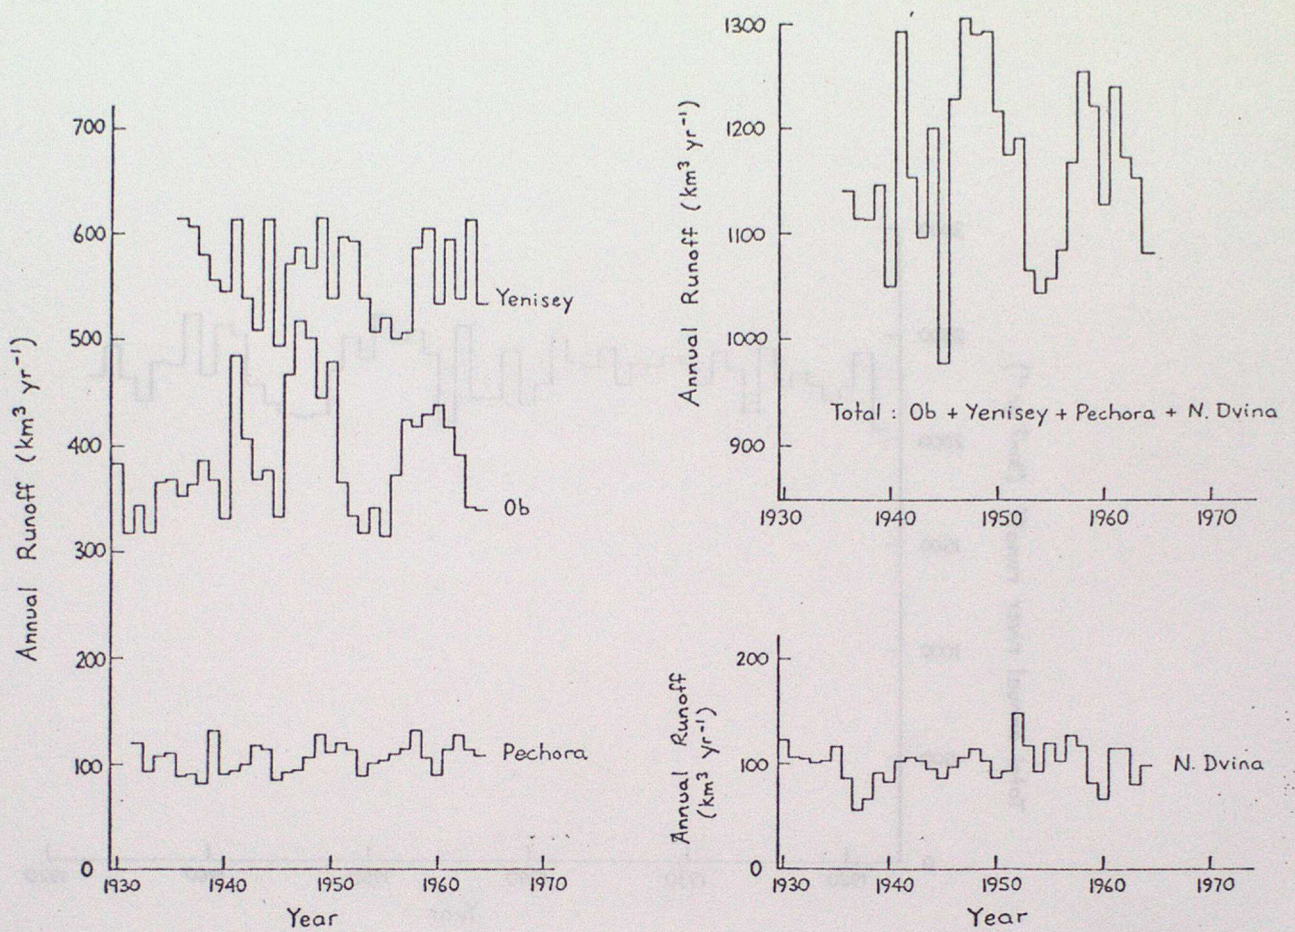 700
600
500
400
300
200
100
0
Annual Runoff (km³ yr⁻¹)
Yenisey
Ob
Pechora
1930 1940 1950 1960 1970
Year
1300
1200
1100
1000
900
Annual Runoff (km³ yr⁻¹)
Total : Ob + Yenisey + Pechora + N. Dvina
1930 1940 1950 1960 1970
200
100
0
Annual Runoff
(km³ yr⁻¹)
N. Dvina
1930 1940 1950 1960 1970
Year